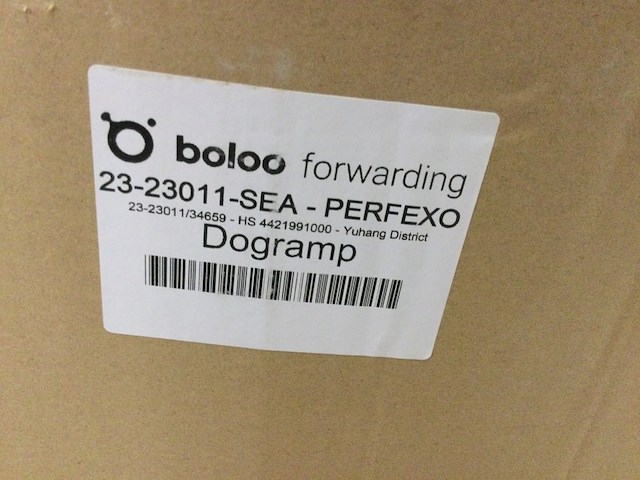 boloo forwarding
23-23011-SEA - PERFEXO
23-23011/34659 - HS 4421991000 - Yuhang District
Dogramp